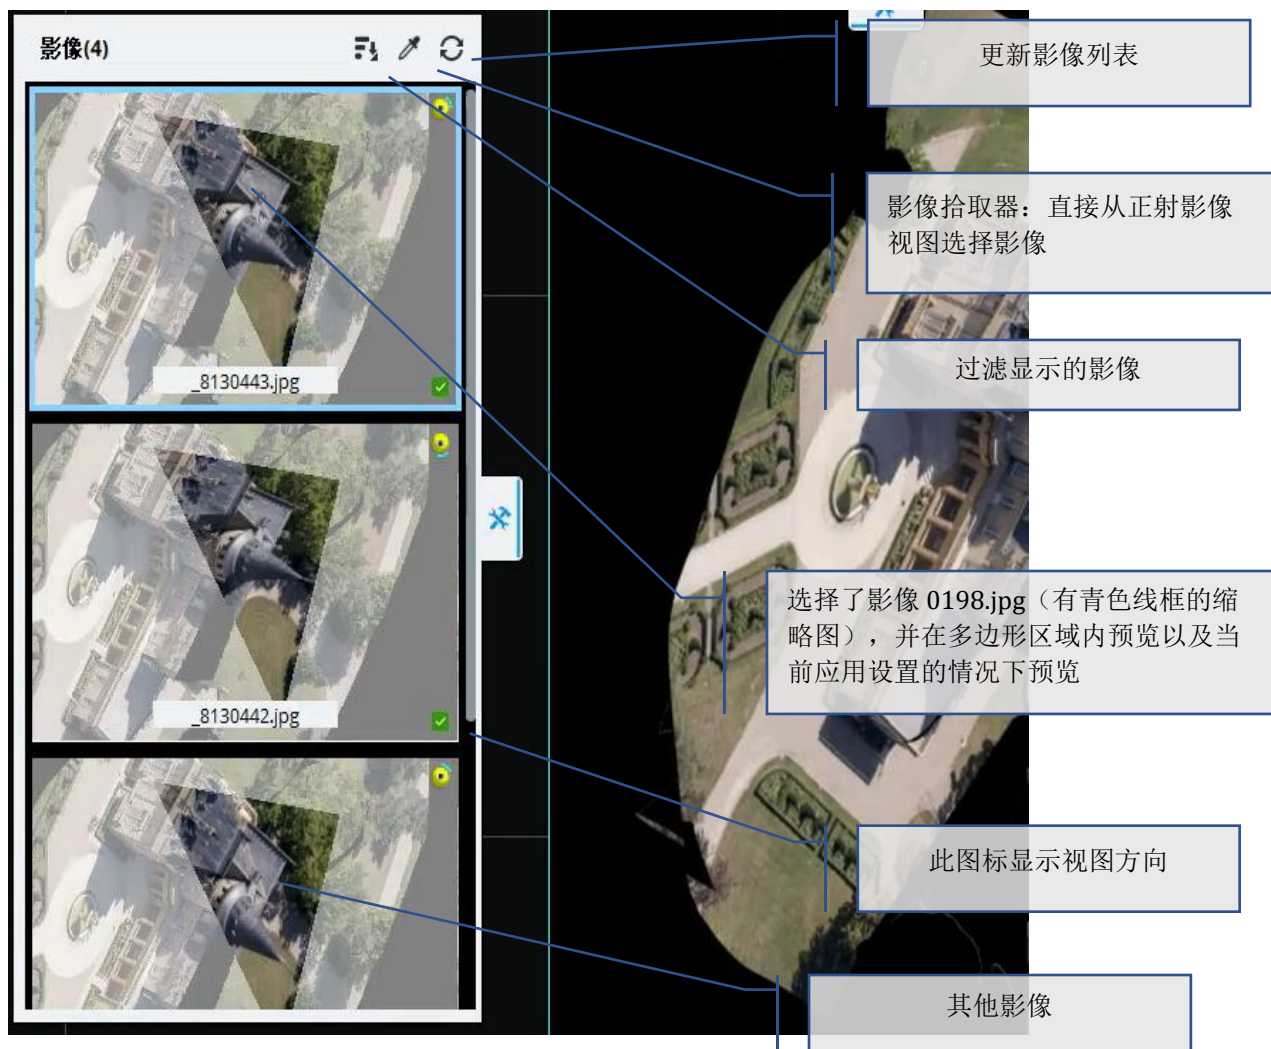 影像(4)
更新影像列表
影像拾取器：直接从正射影像
视图选择影像
过滤显示的影像
_8130443.jpg
选择了影像 0198.jpg（有青色线框的缩
略图），并在多边形区域内预览以及当
前应用设置的情况下预览
_8130442.jpg
此图标显示视图方向
其他影像